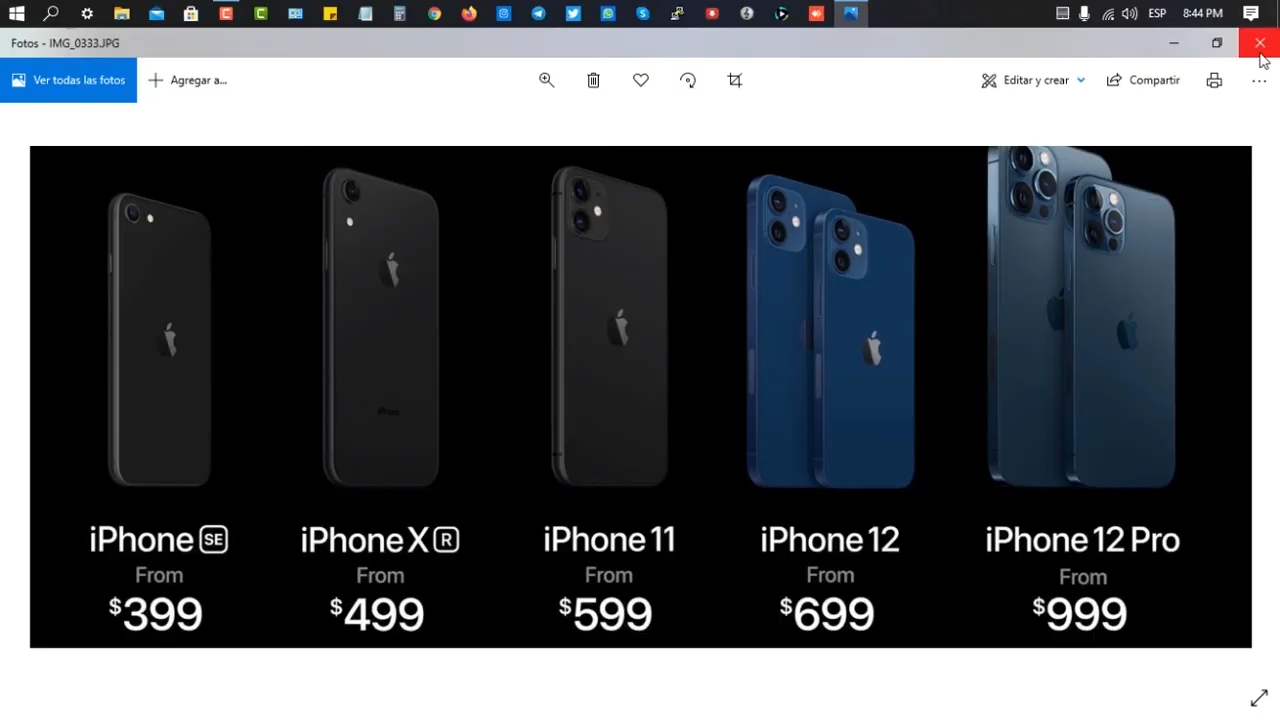 ESP 8:44 PM
Fotos - IMG_0333.JPG
Ver todas las fotos
Agregar a...
Editar y crear
Compartir
iPhone SE
From
$399
iPhone XR
From
$499
iPhone 11
From
$599
iPhone 12
From
$699
iPhone 12 Pro
From
$999